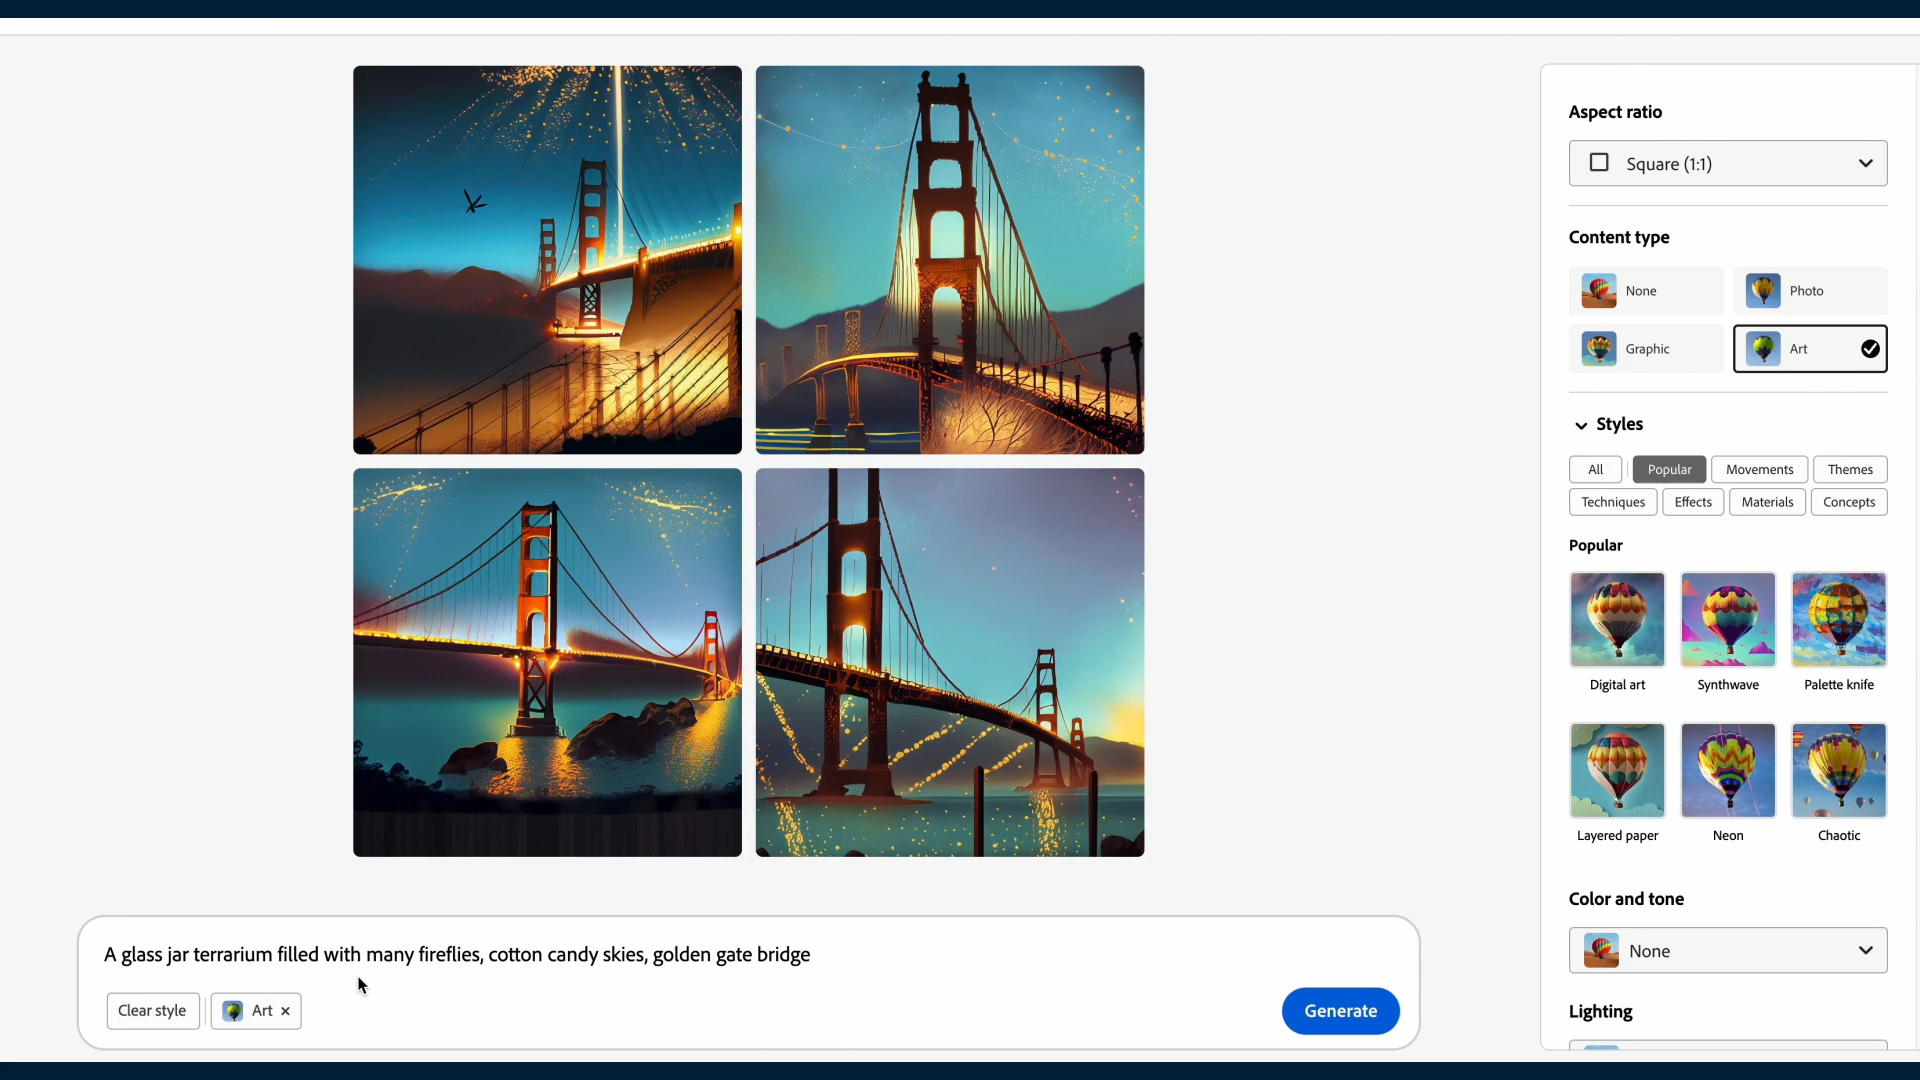 Aspect ratio
Square (1:1)
Content type
None
Photo
Graphic
Art
Styles
All
Popular
Movements
Themes
Techniques
Effects
Materials
Concepts
Popular
Digital art
Synthwave
Palette knife
Layered paper
Neon
Chaotic
Color and tone
None
Lighting
A glass jar terrarium filled with many fireflies, cotton candy skies, golden gate bridge
Clear style
Art ×
Generate